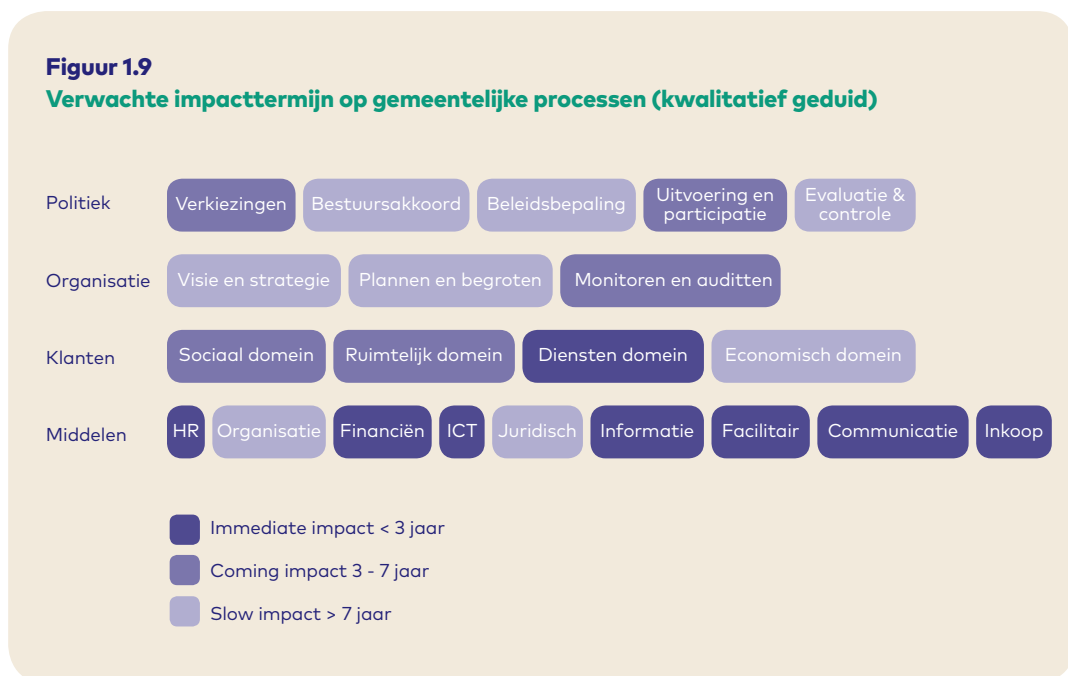 Figuur 1.9
Verwachte impacttermijn op gemeentelijke processen (kwalitatief geduid)
Politiek
Verkiezingen
Bestuursakkoord
Beleidsbepaling
Uitvoering en
participatie
Evaluatie &
controle
Organisatie
Visie en strategie
Plannen en begroten
Monitoren en auditten
Klanten
Sociaal domein
Ruimtelijk domein
Diensten domein
Economisch domein
Middelen
HR
Organisatie
Financiën
ICT
Juridisch
Informatie
Facilitair
Communicatie
Inkoop
Immediate impact < 3 jaar
Coming impact 3 - 7 jaar
Slow impact > 7 jaar